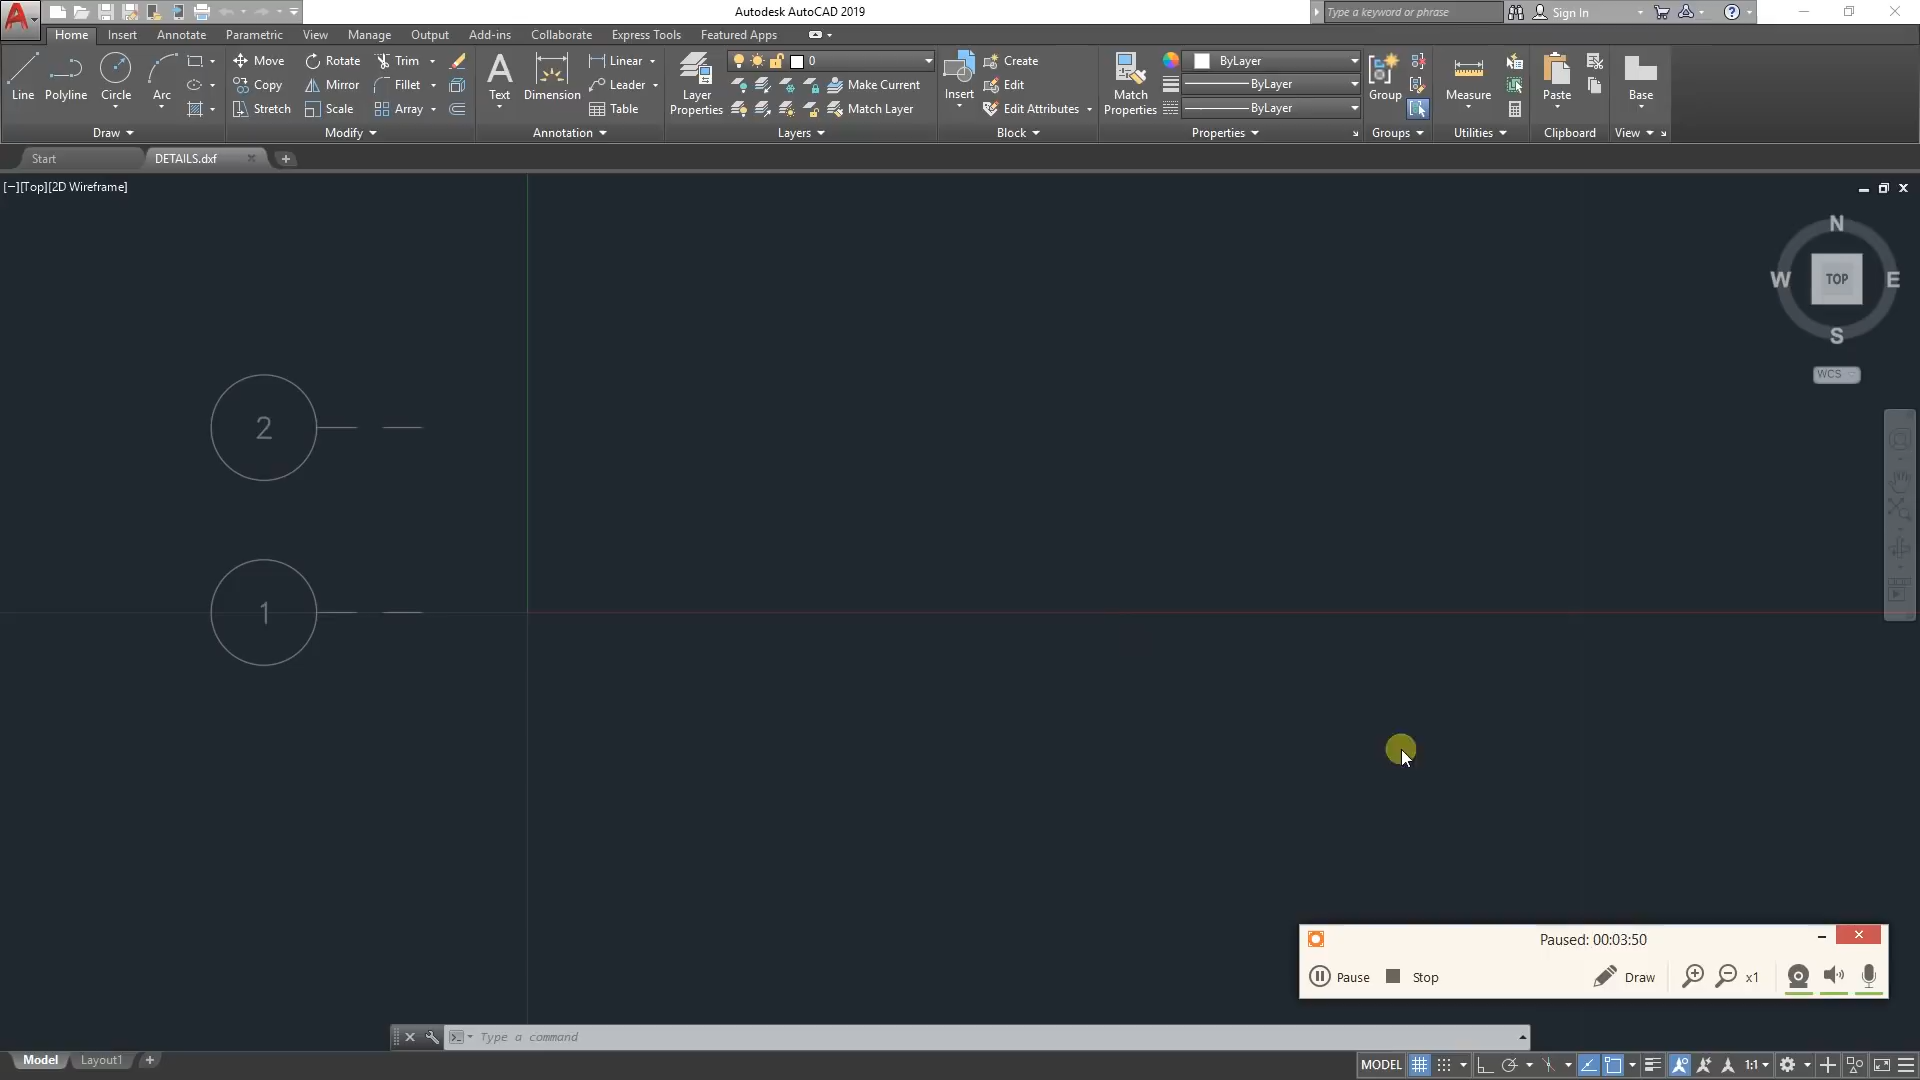 Autodesk AutoCAD 2019
Type a keyword or phrase
Sign In
Home Insert Annotate Parametric View Manage Output Add-ins Collaborate Express Tools Featured Apps
Line Polyline Circle Arc
Move Rotate Trim
Copy Mirror Fillet
Stretch Scale Array
Text Dimension
Linear
Leader
Table
Layer Properties
0
Make Current
Match Layer
Insert
Create
Edit
Edit Attributes
Match Properties
ByLayer
ByLayer
ByLayer
Group
Measure
Paste
Base
Draw Modify Annotation Layers Block Properties Groups Utilities Clipboard View
Start DETAILS.dxf
[−][Top][2D Wireframe]
N
W TOP E
S
WCS
2
1
Paused: 00:03:50
Pause Stop Draw x1
Type a command
Model Layout1
MODEL 1:1